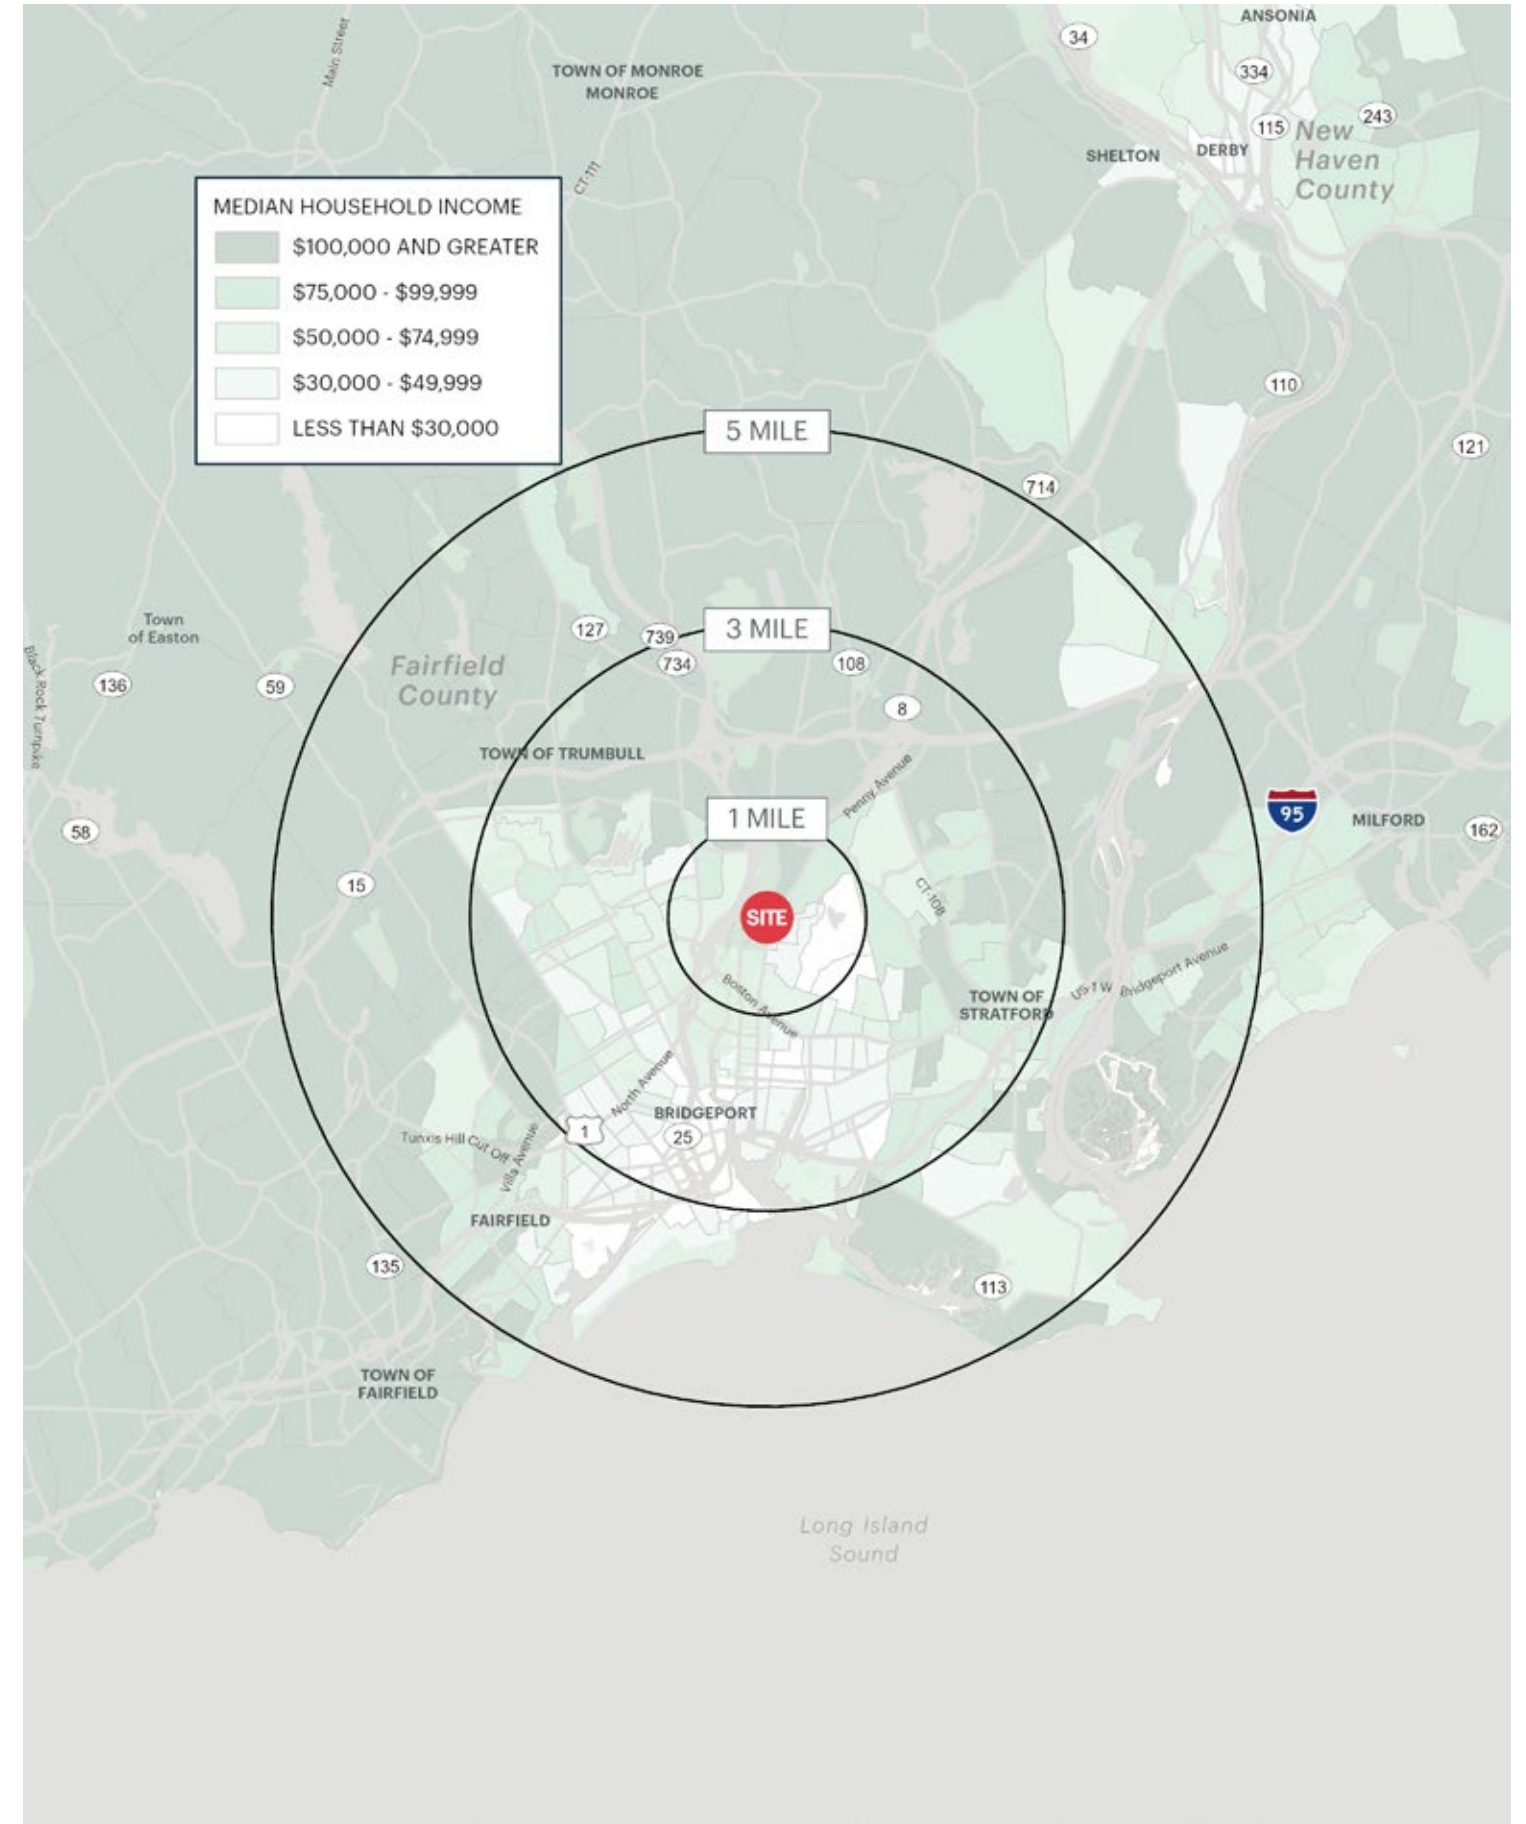 ANSONIA
34
Main Street
TOWN OF MONROE
MONROE
334
115
243
New
Haven
County
SHELTON
DERBY
CT-111
MEDIAN HOUSEHOLD INCOME
$100,000 AND GREATER
$75,000 - $99,999
$50,000 - $74,999
$30,000 - $49,999
LESS THAN $30,000
110
5 MILE
121
714
Town
of Easton
127
739
3 MILE
734
108
Fairfield
County
136
59
Black Rock Turnpike
8
TOWN OF TRUMBULL
Penny Avenue
1 MILE
95
MILFORD
58
162
15
CT-108
SITE
Boston Avenue
US-1 W
Bridgeport Avenue
TOWN OF
STRATFORD
North Avenue
BRIDGEPORT
1
25
Tunxis Hill Cut Off
Villa Avenue
FAIRFIELD
135
113
TOWN OF
FAIRFIELD
Long Island
Sound